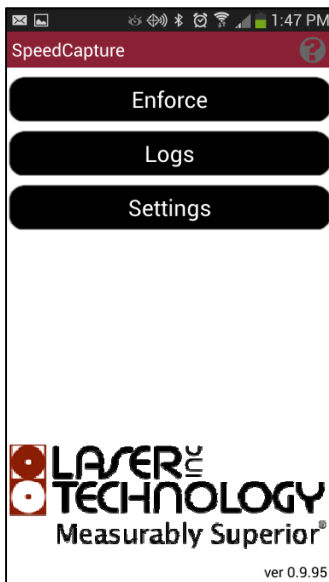 1:47 PM
SpeedCapture
?
Enforce
Logs
Settings
LASER INC
TECHNOLOGY
Measurably Superior®
ver 0.9.95